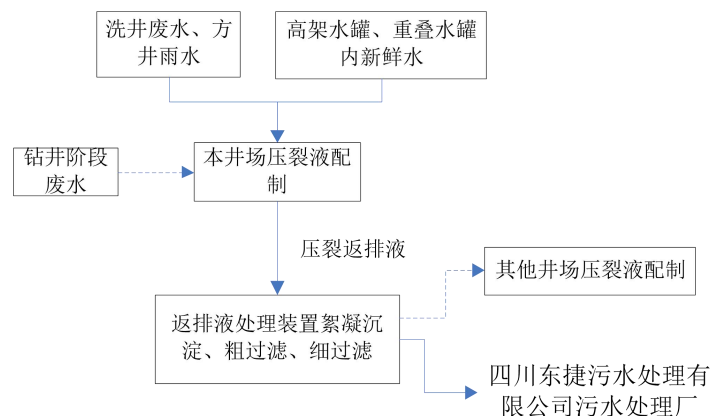 洗井废水、方
井雨水
高架水罐、重叠水罐
内新鲜水
钻井阶段
废水
本井场压裂液配
制
压裂返排液
其他井场压裂液配制
返排液处理装置絮凝沉
淀、粗过滤、细过滤
四川东捷污水处理有
限公司污水处理厂